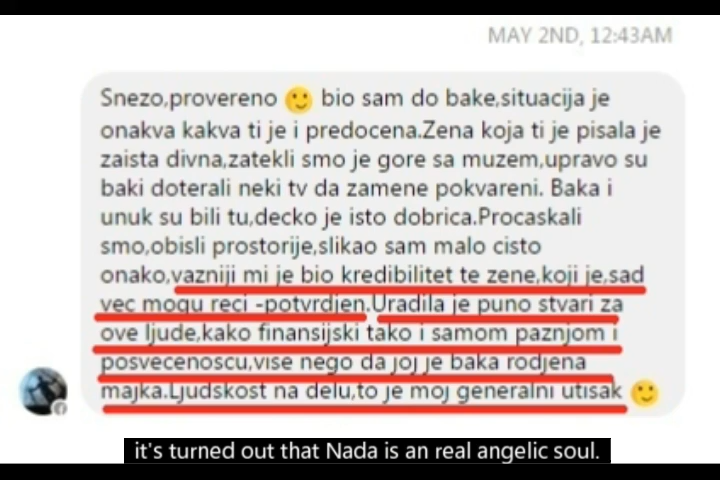 MAY 2ND, 12:43AM
Snezo,provereno 🙂 bio sam do bake,situacija je
onakva kakva ti je i predocena.Zena koja ti je pisala je
zaista divna,zatekli smo je gore sa muzem,upravo su
baki doterali neki tv da zamene pokvareni. Baka i
unuk su bili tu,decko je isto dobrica.Procaskali
smo,obisli prostorije,slikao sam malo cisto
onako,vazniji mi je bio kredibilitet te zene,koji je,sad
vec mogu reci -potvrdjen.Uradila je puno stvari za
ove ljude,kako finansijski tako i samom paznjom i
posvecenoscu,vise nego da joj je baka rodjena
majka.Ljudskost na delu,to je moj generalni utisak 🙂
it's turned out that Nada is an real angelic soul.